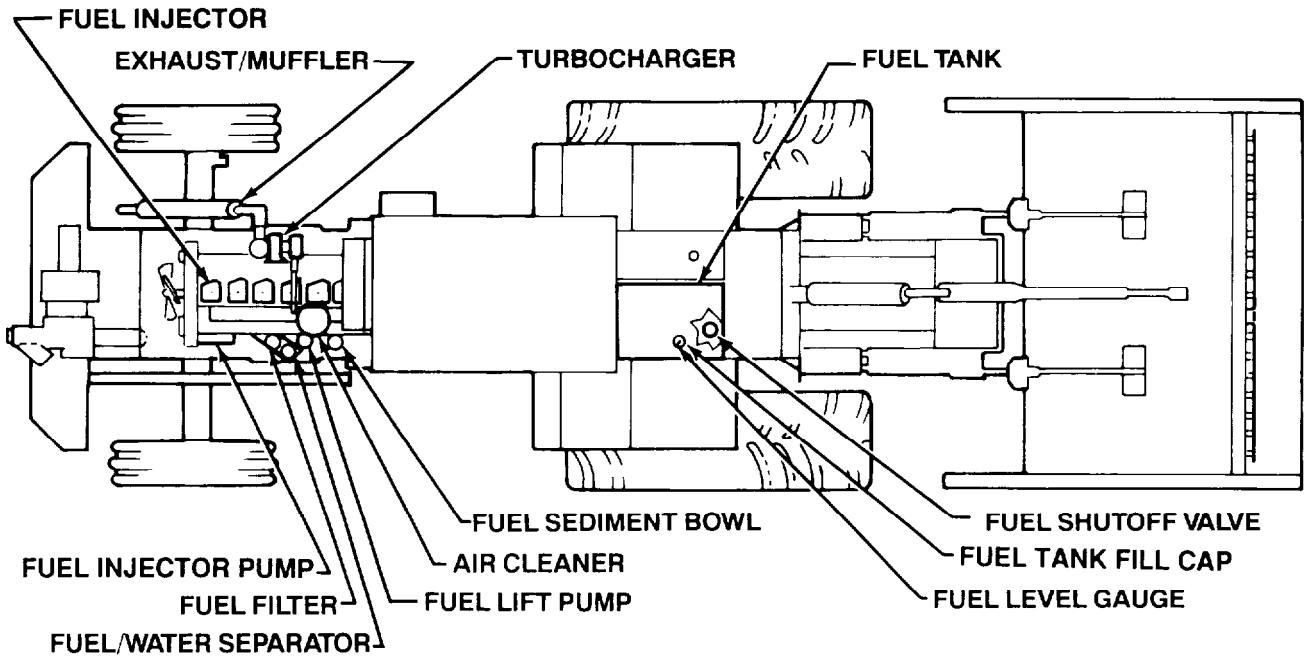 FUEL INJECTOR
EXHAUST/MUFFLER
TURBOCHARGER
FUEL TANK
FUEL SEDIMENT BOWL
FUEL SHUTOFF VALVE
FUEL INJECTOR PUMP
AIR CLEANER
FUEL TANK FILL CAP
FUEL FILTER
FUEL LIFT PUMP
FUEL LEVEL GAUGE
FUEL/WATER SEPARATOR